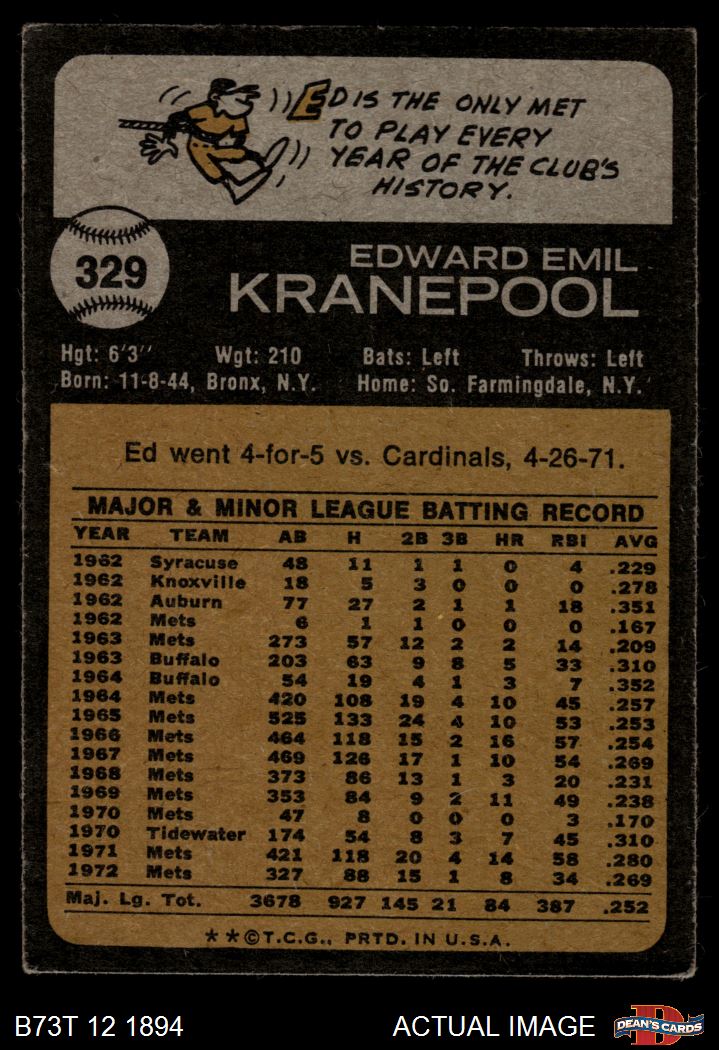 ED IS THE ONLY MET
TO PLAY EVERY
YEAR OF THE CLUB'S
HISTORY.
329
EDWARD EMIL
KRANEPOOL
Hgt: 6'3" Wgt: 210 Bats: Left Throws: Left
Born: 11-8-44, Bronx, N.Y. Home: So. Farmingdale, N.Y.
Ed went 4-for-5 vs. Cardinals, 4-26-71.
MAJOR & MINOR LEAGUE BATTING RECORD
YEAR TEAM AB H 2B 3B HR RBI AVG
1962 Syracuse 48 11 1 1 0 4 .229
1962 Knoxville 18 5 3 0 0 0 .278
1962 Auburn 77 27 2 1 1 18 .351
1962 Mets 6 1 1 0 0 0 .167
1963 Mets 273 57 12 2 2 14 .209
1963 Buffalo 203 63 9 8 5 33 .310
1964 Buffalo 54 19 4 1 3 7 .352
1964 Mets 420 108 19 4 10 45 .257
1965 Mets 525 133 24 4 10 53 .253
1966 Mets 464 118 15 2 16 57 .254
1967 Mets 469 126 17 1 10 54 .269
1968 Mets 373 86 13 1 3 20 .231
1969 Mets 353 84 9 2 11 49 .238
1970 Mets 47 8 0 0 0 3 .170
1970 Tidewater 174 54 8 3 7 45 .310
1971 Mets 421 118 20 4 14 58 .280
1972 Mets 327 88 15 1 8 34 .269
Maj. Lg. Tot. 3678 927 145 21 84 387 .252
* * © T.C.G., PRTD. IN U.S.A.
B73T 12 1894 ACTUAL IMAGE D DEAN'S CARDS